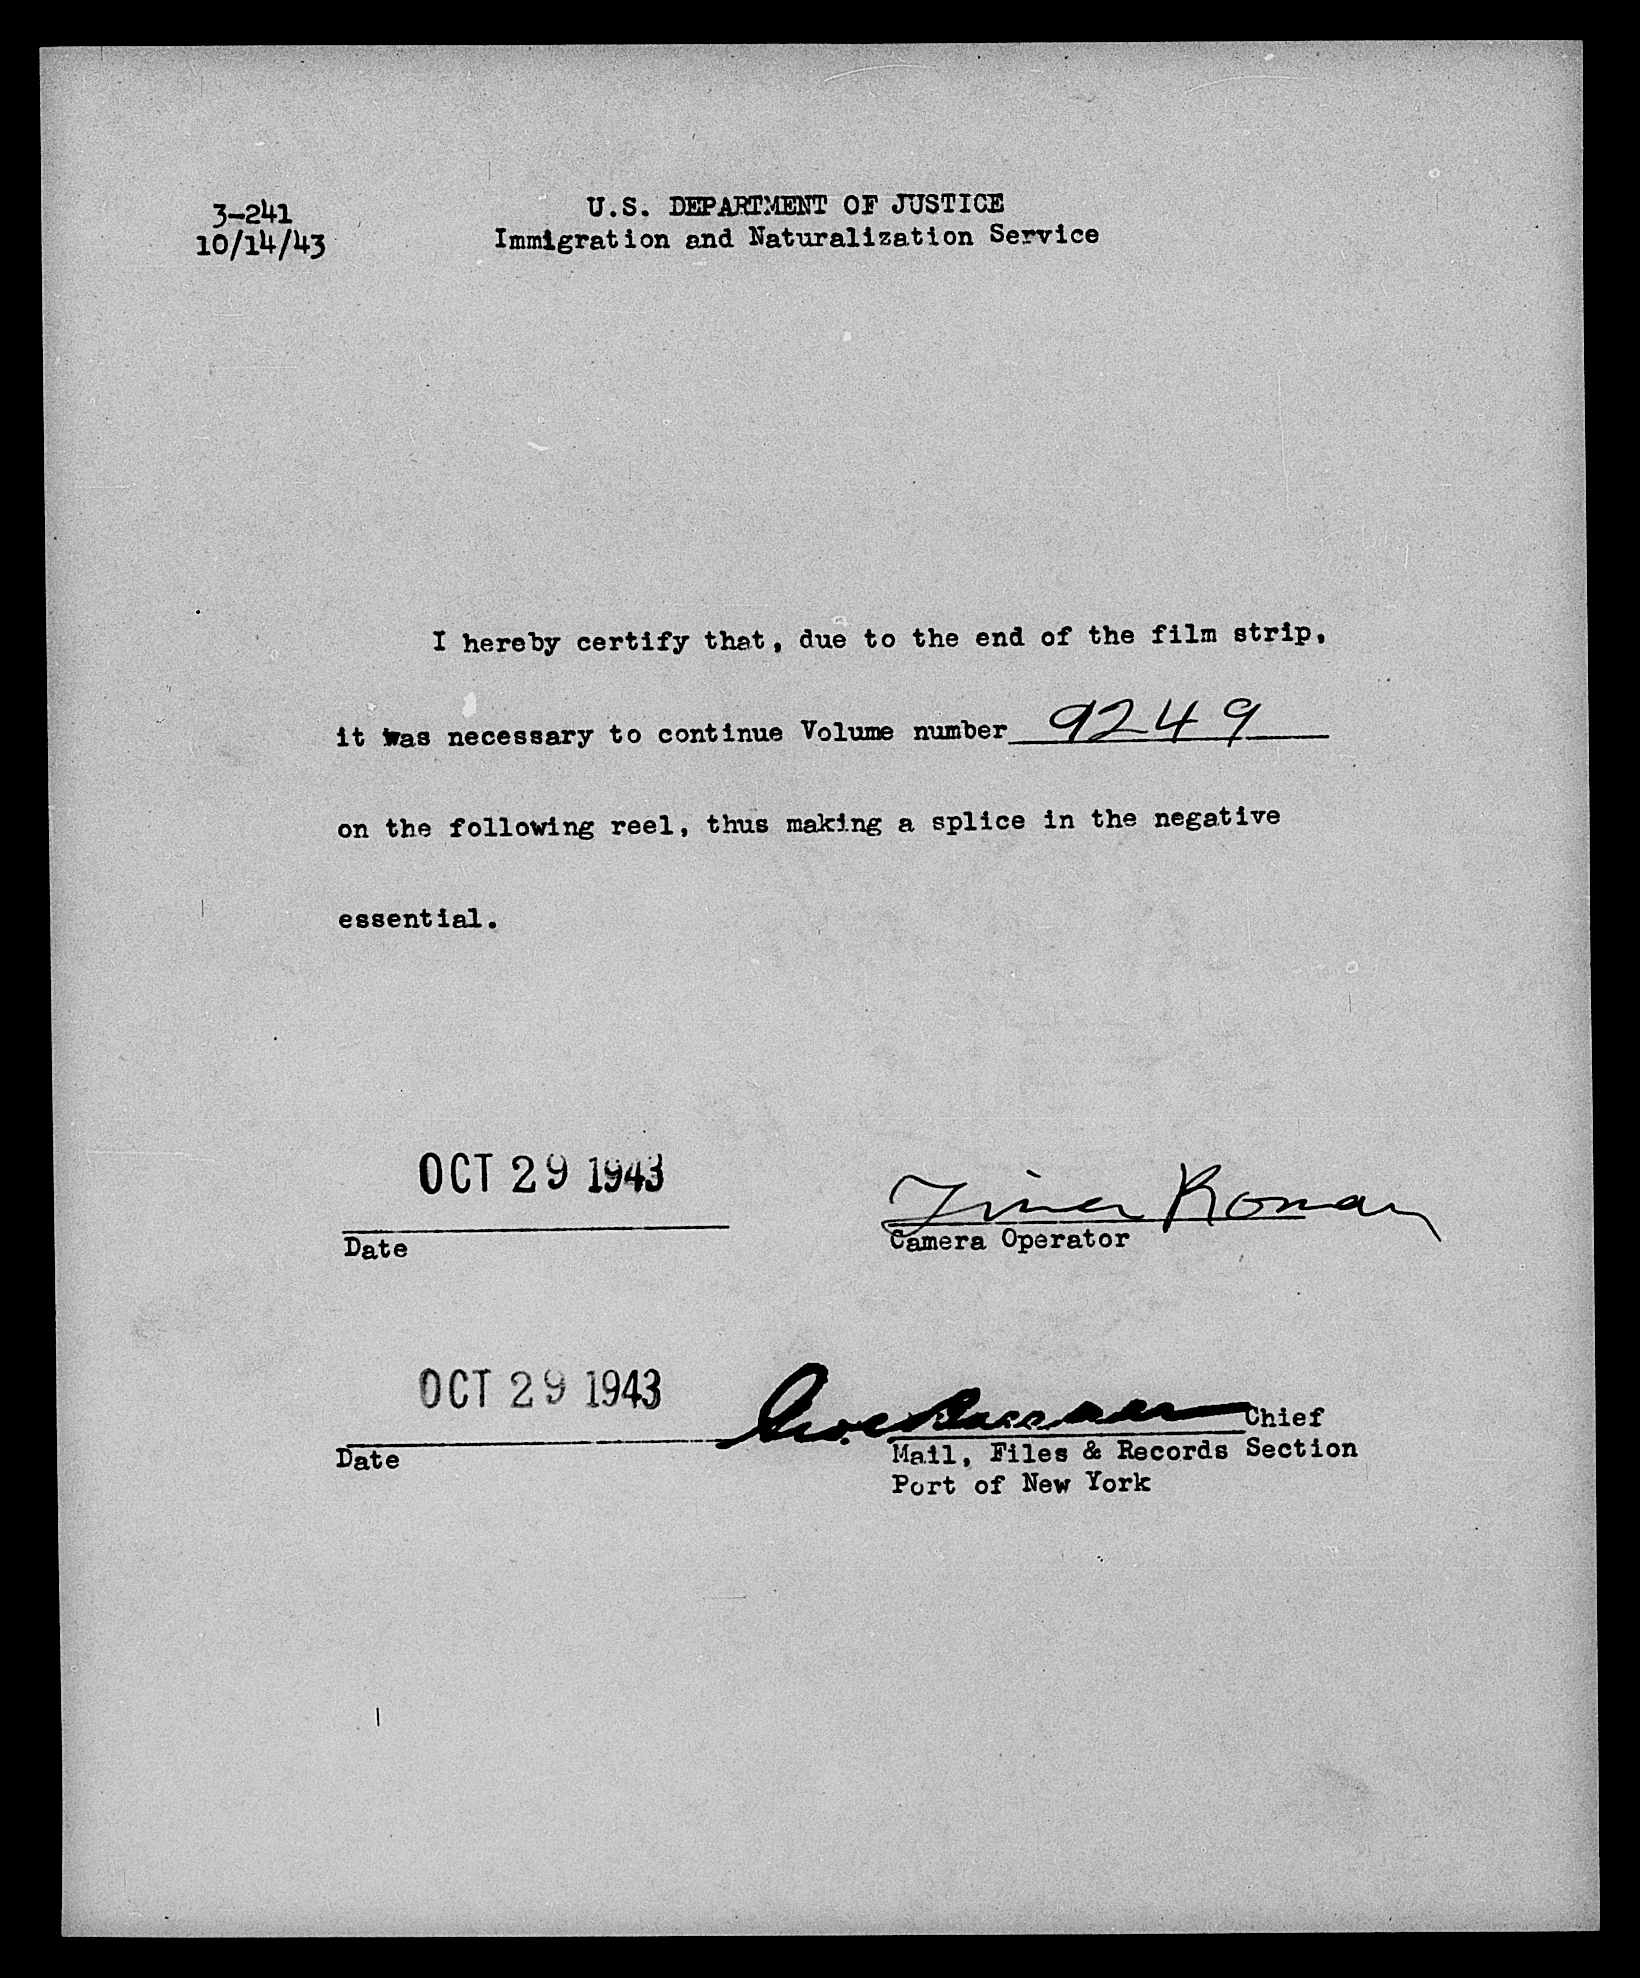 3-241
10/14/43
U.S. DEPARTMENT OF JUSTICE
Immigration and Naturalization Service
I hereby certify that, due to the end of the film strip,
it was necessary to continue Volume number 9249
on the following reel, thus making a splice in the negative
essential.
OCT 29 1943
Date
Roman
Camera Operator
OCT 29 1943
Date
Chief
Mail, Files & Records Section
Port of New York